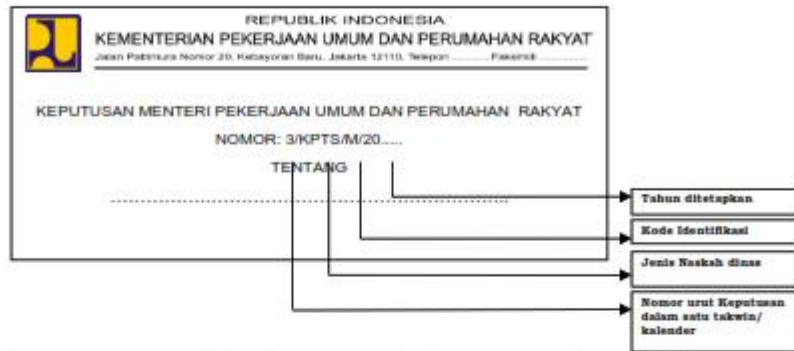 REPUBLIK INDONESIA
KEMENTERIAN PEKERJAAN UMUM DAN PERUMAHAN RAKYAT
Jalan Pattimura Nomor 20, Kebayoran Baru, Jakarta 12110, Telepon .............. Faksimili ..............
KEPUTUSAN MENTERI PEKERJAAN UMUM DAN PERUMAHAN RAKYAT
NOMOR: 3/KPTS/M/20.....
TENTANG
Tahun ditetapkan
Kode Identifikasi
Jenis Naskah dinas
Nomor urut Keputusan
dalam satu takwin/
kalender